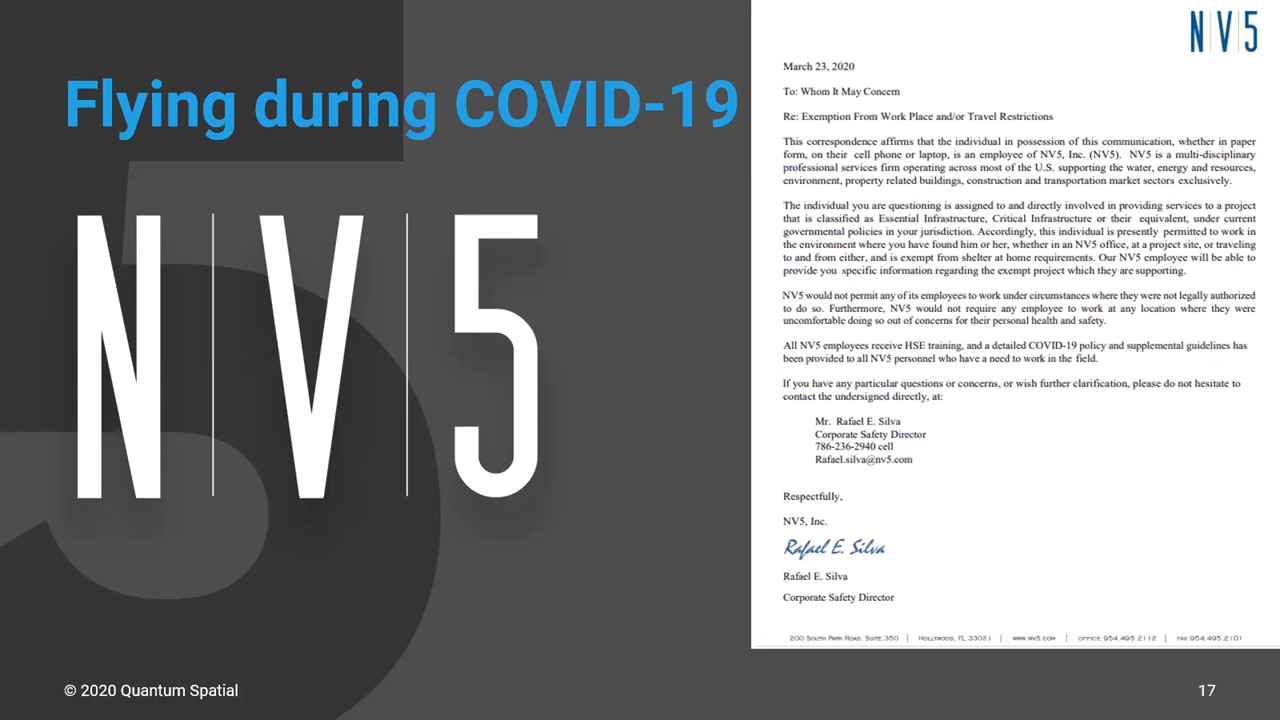 Flying during COVID-19
N V 5
© 2020 Quantum Spatial
N V 5
March 23, 2020
To: Whom It May Concern
Re: Exemption From Work Place and/or Travel Restrictions
This correspondence affirms that the individual in possession of this communication, whether in paper
form, on their cell phone or laptop, is an employee of NV5, Inc. (NV5). NV5 is a multi-disciplinary
professional services firm operating across most of the U.S. supporting the water, energy and resources,
environment, property related buildings, construction and transportation market sectors exclusively.
The individual you are questioning is assigned to and directly involved in providing services to a project
that is classified as Essential Infrastructure, Critical Infrastructure or their equivalent, under current
governmental policies in your jurisdiction. Accordingly, this individual is presently permitted to work in
the environment where you have found him or her, whether in an NV5 office, at a project site, or traveling
to and from either, and is exempt from shelter at home requirements. Our NV5 employee will be able to
provide you specific information regarding the exempt project which they are supporting.
NV5 would not permit any of its employees to work under circumstances where they were not legally authorized
to do so. Furthermore, NV5 would not require any employee to work at any location where they were
uncomfortable doing so out of concerns for their personal health and safety.
All NV5 employees receive HSE training, and a detailed COVID-19 policy and supplemental guidelines has
been provided to all NV5 personnel who have a need to work in the field.
If you have any particular questions or concerns, or wish further clarification, please do not hesitate to
contact the undersigned directly, at:
Mr. Rafael E. Silva
Corporate Safety Director
786-236-2940 cell
Rafael.silva@nv5.com
Respectfully,
NV5, Inc.
Rafael E. Silva
Rafael E. Silva
Corporate Safety Director
200 South Park Road, Suite 350 | Hollywood, FL 33021 | www.nv5.com | Office 954.495.2112 | Fax 954.495.2101
17